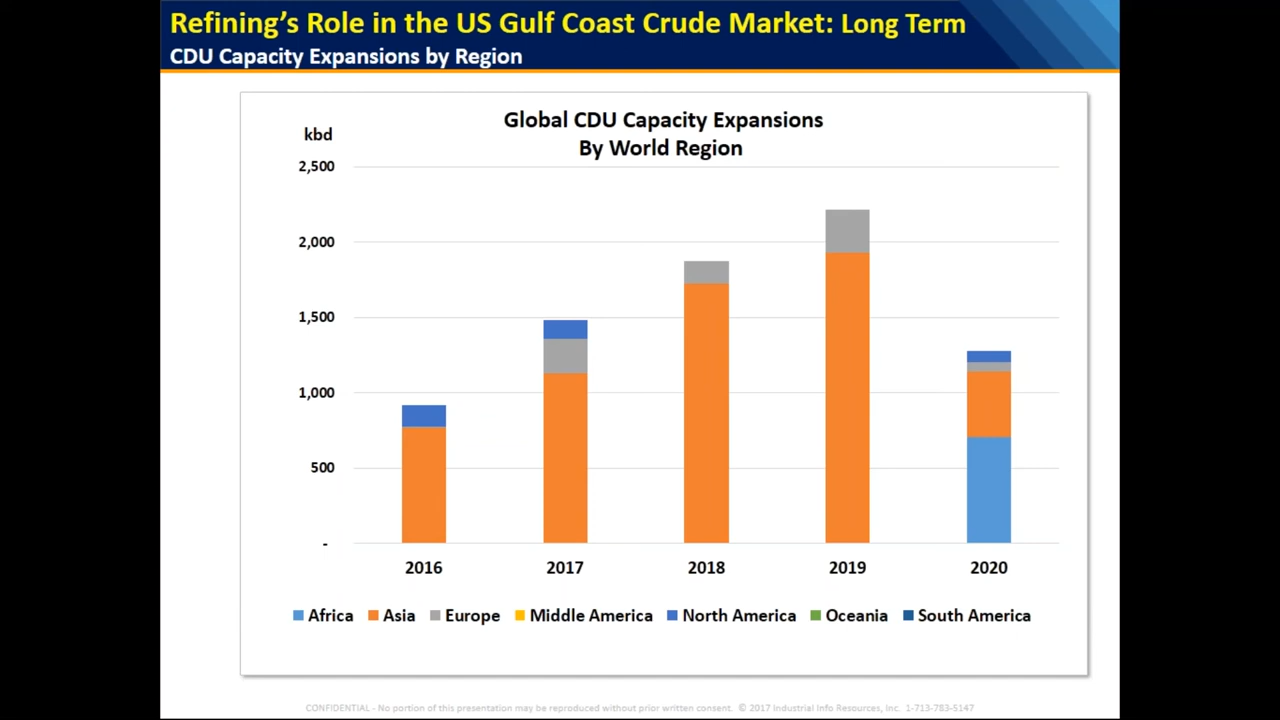 Refining’s Role in the US Gulf Coast Crude Market: Long Term
CDU Capacity Expansions by Region
Global CDU Capacity Expansions
By World Region
kbd
2,500
2,000
1,500
1,000
500
-
2016 2017 2018 2019 2020
Africa Asia Europe Middle America North America Oceania South America
CONFIDENTIAL - No portion of this presentation may be reproduced without prior written consent. © 2017 Industrial Info Resources, Inc. 1-713-783-5147